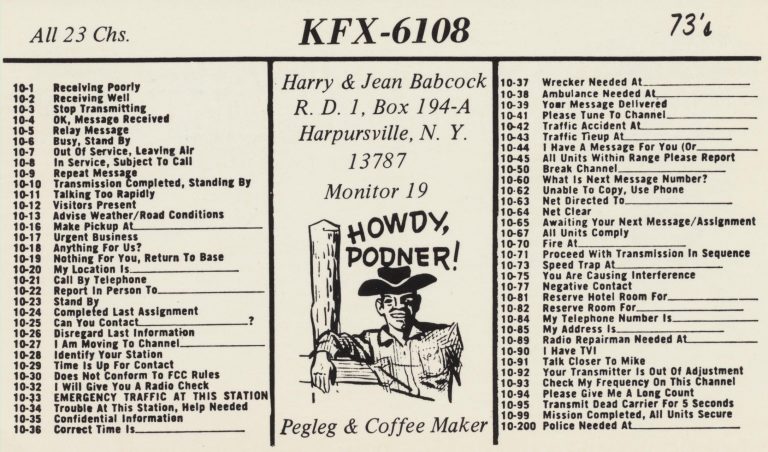 All 23 Chs.
KFX-6108
73's
10-1 Receiving Poorly
10-2 Receiving Well
10-3 Stop Transmitting
10-4 OK, Message Received
10-5 Relay Message
10-6 Busy, Stand By
10-7 Out Of Service, Leaving Air
10-8 In Service, Subject To Call
10-9 Repeat Message
10-10 Transmission Completed, Standing By
10-11 Talking Too Rapidly
10-12 Visitors Present
10-13 Advise Weather/Road Conditions
10-16 Make Pickup At
10-17 Urgent Business
10-18 Anything For Us?
10-19 Nothing For You, Return To Base
10-20 My Location Is
10-21 Call By Telephone
10-22 Report In Person To
10-23 Stand By
10-24 Completed Last Assignment
10-25 Can You Contact ?
10-26 Disregard Last Information
10-27 I Am Moving To Channel
10-28 Identify Your Station
10-29 Time Is Up For Contact
10-30 Does Not Conform To FCC Rules
10-32 I Will Give You A Radio Check
10-33 EMERGENCY TRAFFIC AT THIS STATION
10-34 Trouble At This Station, Help Needed
10-35 Confidential Information
10-36 Correct Time Is
Harry & Jean Babcock
R. D. 1, Box 194-A
Harpursville, N. Y.
13787
Monitor 19
HOWDY,
PODNER!
Pegleg & Coffee Maker
10-37 Wrecker Needed At
10-38 Ambulance Needed At
10-39 Your Message Delivered
10-41 Please Tune To Channel
10-42 Traffic Accident At
10-43 Traffic Tieup At
10-44 I Have A Message For You (Or
10-45 All Units Within Range Please Report
10-50 Break Channel
10-60 What Is Next Message Number?
10-62 Unable To Copy, Use Phone
10-63 Net Directed To
10-64 Net Clear
10-65 Awaiting Your Next Message/Assignment
10-67 All Units Comply
10-70 Fire At
10-71 Proceed With Transmission In Sequence
10-73 Speed Trap At
10-75 You Are Causing Interference
10-77 Negative Contact
10-81 Reserve Hotel Room For
10-82 Reserve Room For
10-84 My Telephone Number Is
10-85 My Address Is
10-89 Radio Repairman Needed At
10-90 I Have TVI
10-91 Talk Closer To Mike
10-92 Your Transmitter Is Out Of Adjustment
10-93 Check My Frequency On This Channel
10-94 Please Give Me A Long Count
10-95 Transmit Dead Carrier For 5 Seconds
10-99 Mission Completed, All Units Secure
10-200 Police Needed At